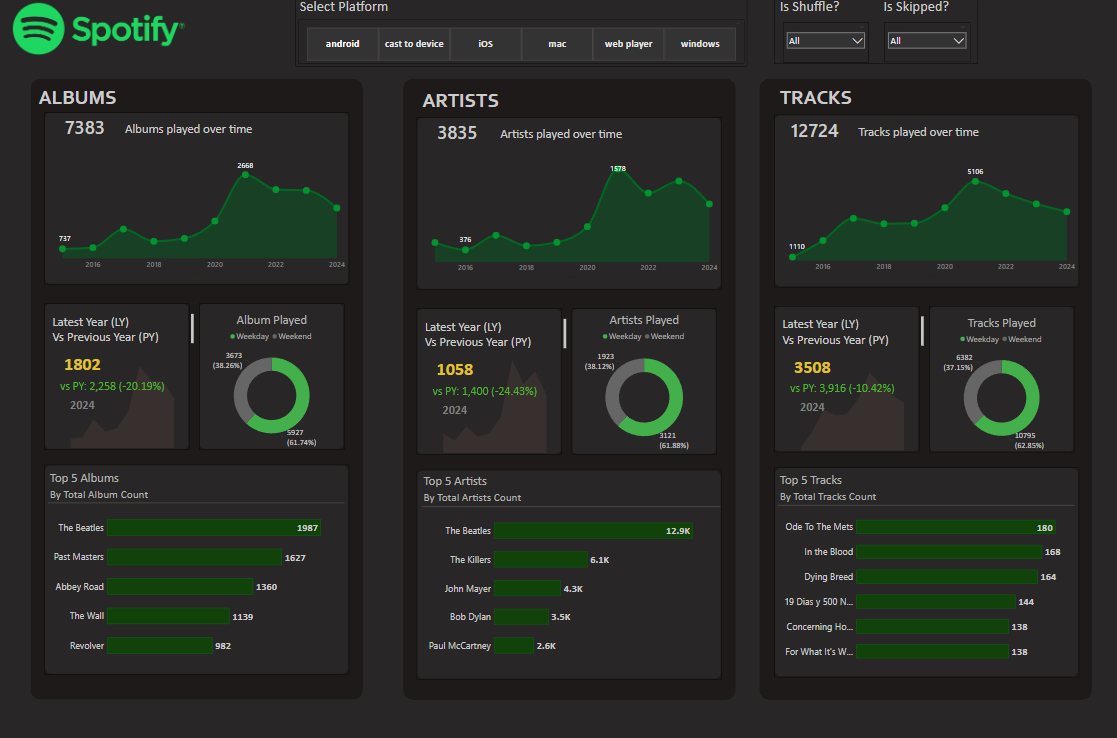 Spotify®
Select Platform
android
cast to device
iOS
mac
web player
windows
Is Shuffle?
All
Is Skipped?
All
ALBUMS
7383 Albums played over time
737
2668
2016 2018 2020 2022 2024
Latest Year (LY)
Vs Previous Year (PY)
1802
vs PY: 2,258 (-20.19%)
2024
Album Played
Weekday Weekend
3673
(38.26%)
5927
(61.74%)
Top 5 Albums
By Total Album Count
The Beatles 1987
Past Masters 1627
Abbey Road 1360
The Wall 1139
Revolver 982
ARTISTS
3835 Artists played over time
376
1578
2016 2018 2020 2022 2024
Latest Year (LY)
Vs Previous Year (PY)
1058
vs PY: 1,400 (-24.43%)
2024
Artists Played
Weekday Weekend
1923
(38.12%)
3121
(61.88%)
Top 5 Artists
By Total Artists Count
The Beatles 12.9K
The Killers 6.1K
John Mayer 4.3K
Bob Dylan 3.5K
Paul McCartney 2.6K
TRACKS
12724 Tracks played over time
1110
5106
2016 2018 2020 2022 2024
Latest Year (LY)
Vs Previous Year (PY)
3508
vs PY: 3,916 (-10.42%)
2024
Tracks Played
Weekday Weekend
6382
(37.15%)
10795
(62.85%)
Top 5 Tracks
By Total Tracks Count
Ode To The Mets 180
In the Blood 168
Dying Breed 164
19 Dias y 500 N... 144
Concerning Ho... 138
For What It's W... 138